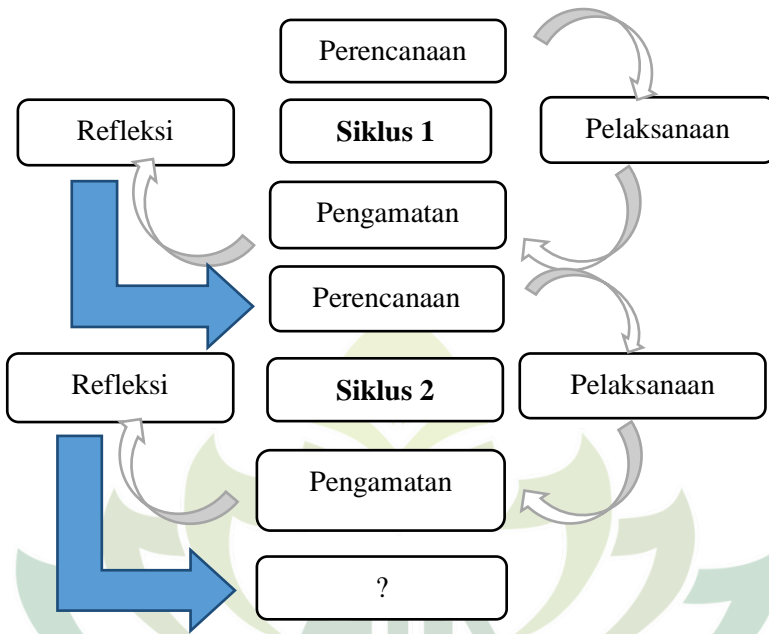 Perencanaan
Refleksi
Siklus 1
Pelaksanaan
Pengamatan
Perencanaan
Refleksi
Siklus 2
Pelaksanaan
Pengamatan
?